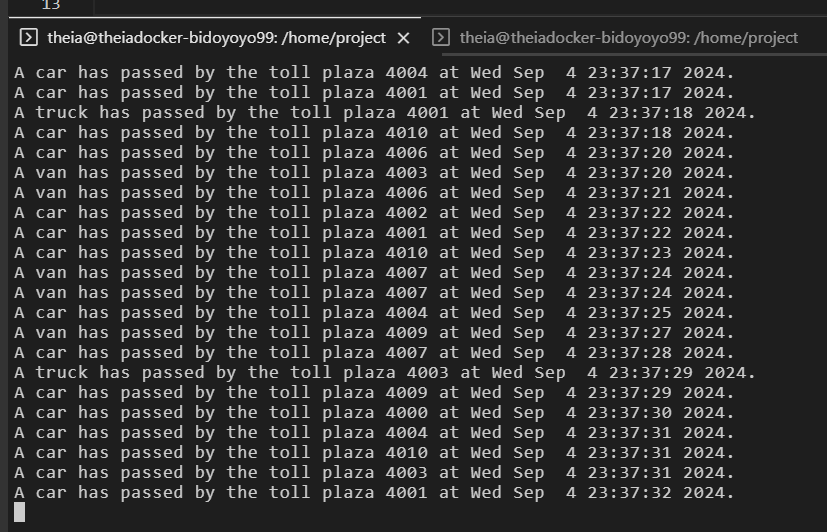 13
theia@theiadocker-bidoyoyo99: /home/project theia@theiadocker-bidoyoyo99: /home/project
A car has passed by the toll plaza 4004 at Wed Sep  4 23:37:17 2024.
A car has passed by the toll plaza 4001 at Wed Sep  4 23:37:17 2024.
A truck has passed by the toll plaza 4001 at Wed Sep  4 23:37:18 2024.
A car has passed by the toll plaza 4010 at Wed Sep  4 23:37:18 2024.
A car has passed by the toll plaza 4006 at Wed Sep  4 23:37:20 2024.
A van has passed by the toll plaza 4003 at Wed Sep  4 23:37:20 2024.
A van has passed by the toll plaza 4006 at Wed Sep  4 23:37:21 2024.
A car has passed by the toll plaza 4002 at Wed Sep  4 23:37:22 2024.
A car has passed by the toll plaza 4001 at Wed Sep  4 23:37:22 2024.
A car has passed by the toll plaza 4010 at Wed Sep  4 23:37:23 2024.
A van has passed by the toll plaza 4007 at Wed Sep  4 23:37:24 2024.
A van has passed by the toll plaza 4007 at Wed Sep  4 23:37:24 2024.
A car has passed by the toll plaza 4004 at Wed Sep  4 23:37:25 2024.
A van has passed by the toll plaza 4009 at Wed Sep  4 23:37:27 2024.
A car has passed by the toll plaza 4007 at Wed Sep  4 23:37:28 2024.
A truck has passed by the toll plaza 4003 at Wed Sep  4 23:37:29 2024.
A car has passed by the toll plaza 4009 at Wed Sep  4 23:37:29 2024.
A car has passed by the toll plaza 4000 at Wed Sep  4 23:37:30 2024.
A car has passed by the toll plaza 4004 at Wed Sep  4 23:37:31 2024.
A car has passed by the toll plaza 4010 at Wed Sep  4 23:37:31 2024.
A car has passed by the toll plaza 4003 at Wed Sep  4 23:37:31 2024.
A car has passed by the toll plaza 4001 at Wed Sep  4 23:37:32 2024.